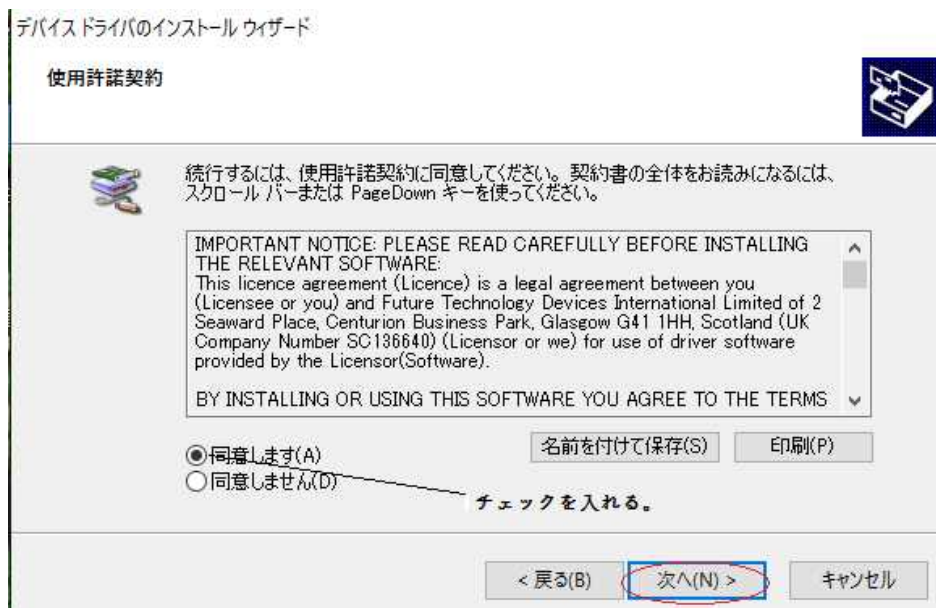 デバイス ドライバのインストール ウィザード
使用許諾契約
続行するには、使用許諾契約に同意してください。契約書の全体をお読みになるには、
スクロール バーまたは PageDown キーを使ってください。
IMPORTANT NOTICE: PLEASE READ CAREFULLY BEFORE INSTALLING
THE RELEVANT SOFTWARE:
This licence agreement (Licence) is a legal agreement between you
(Licensee or you) and Future Technology Devices International Limited of 2
Seaward Place, Centurion Business Park, Glasgow G41 1HH, Scotland (UK
Company Number SC136640) (Licensor or we) for use of driver software
provided by the Licensor(Software).
BY INSTALLING OR USING THIS SOFTWARE YOU AGREE TO THE TERMS
名前を付けて保存(S) 印刷(P)
同意します(A)
同意しません(D)
チェックを入れる。
< 戻る(B) 次へ(N) > キャンセル